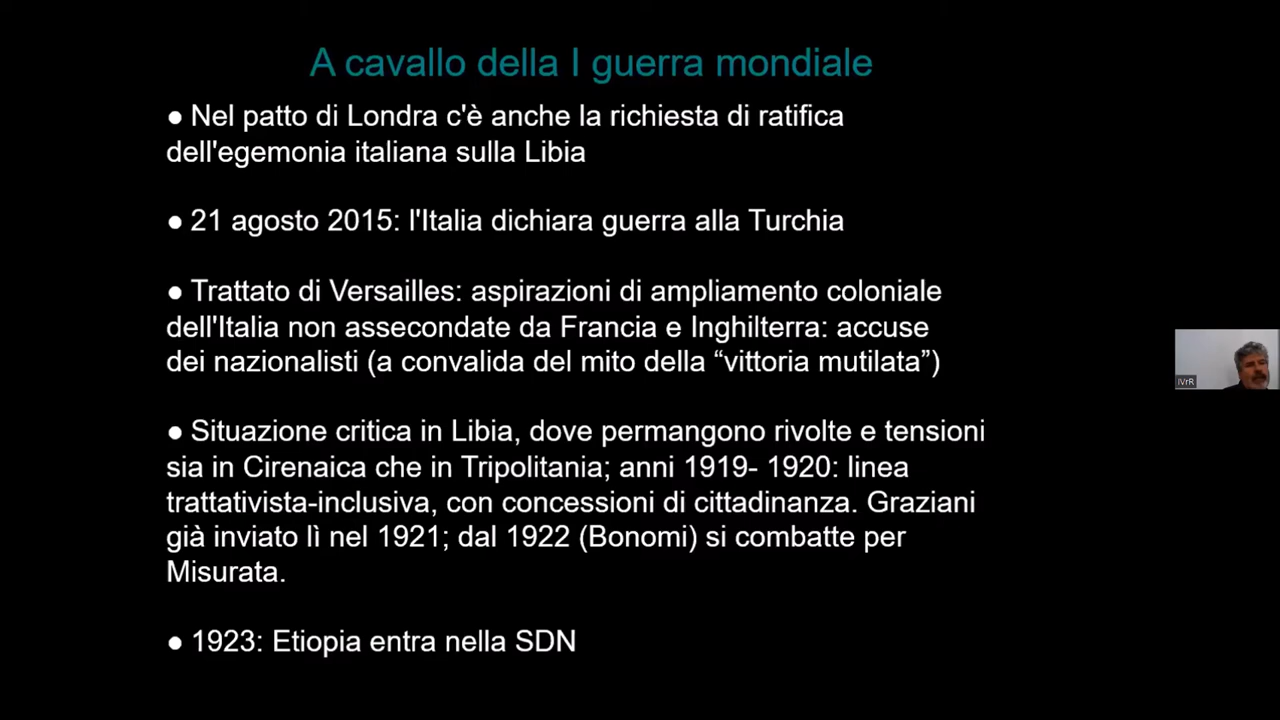 A cavallo della I guerra mondiale
● Nel patto di Londra c'è anche la richiesta di ratifica
dell'egemonia italiana sulla Libia
● 21 agosto 2015: l'Italia dichiara guerra alla Turchia
● Trattato di Versailles: aspirazioni di ampliamento coloniale
dell'Italia non assecondate da Francia e Inghilterra: accuse
dei nazionalisti (a convalida del mito della “vittoria mutilata”)
● Situazione critica in Libia, dove permangono rivolte e tensioni
sia in Cirenaica che in Tripolitania; anni 1919- 1920: linea
trattativista-inclusiva, con concessioni di cittadinanza. Graziani
già inviato lì nel 1921; dal 1922 (Bonomi) si combatte per
Misurata.
● 1923: Etiopia entra nella SDN
IVrR